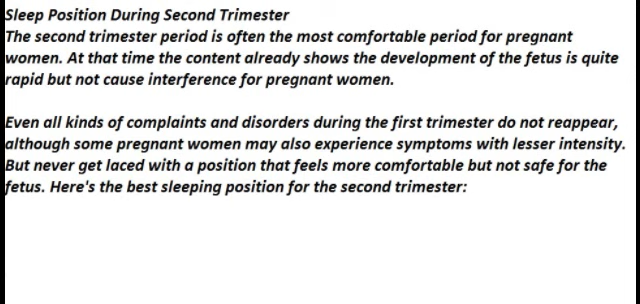 Sleep Position During Second Trimester
The second trimester period is often the most comfortable period for pregnant
women. At that time the content already shows the development of the fetus is quite
rapid but not cause interference for pregnant women.
Even all kinds of complaints and disorders during the first trimester do not reappear,
although some pregnant women may also experience symptoms with lesser intensity.
But never get laced with a position that feels more comfortable but not safe for the
fetus. Here's the best sleeping position for the second trimester: